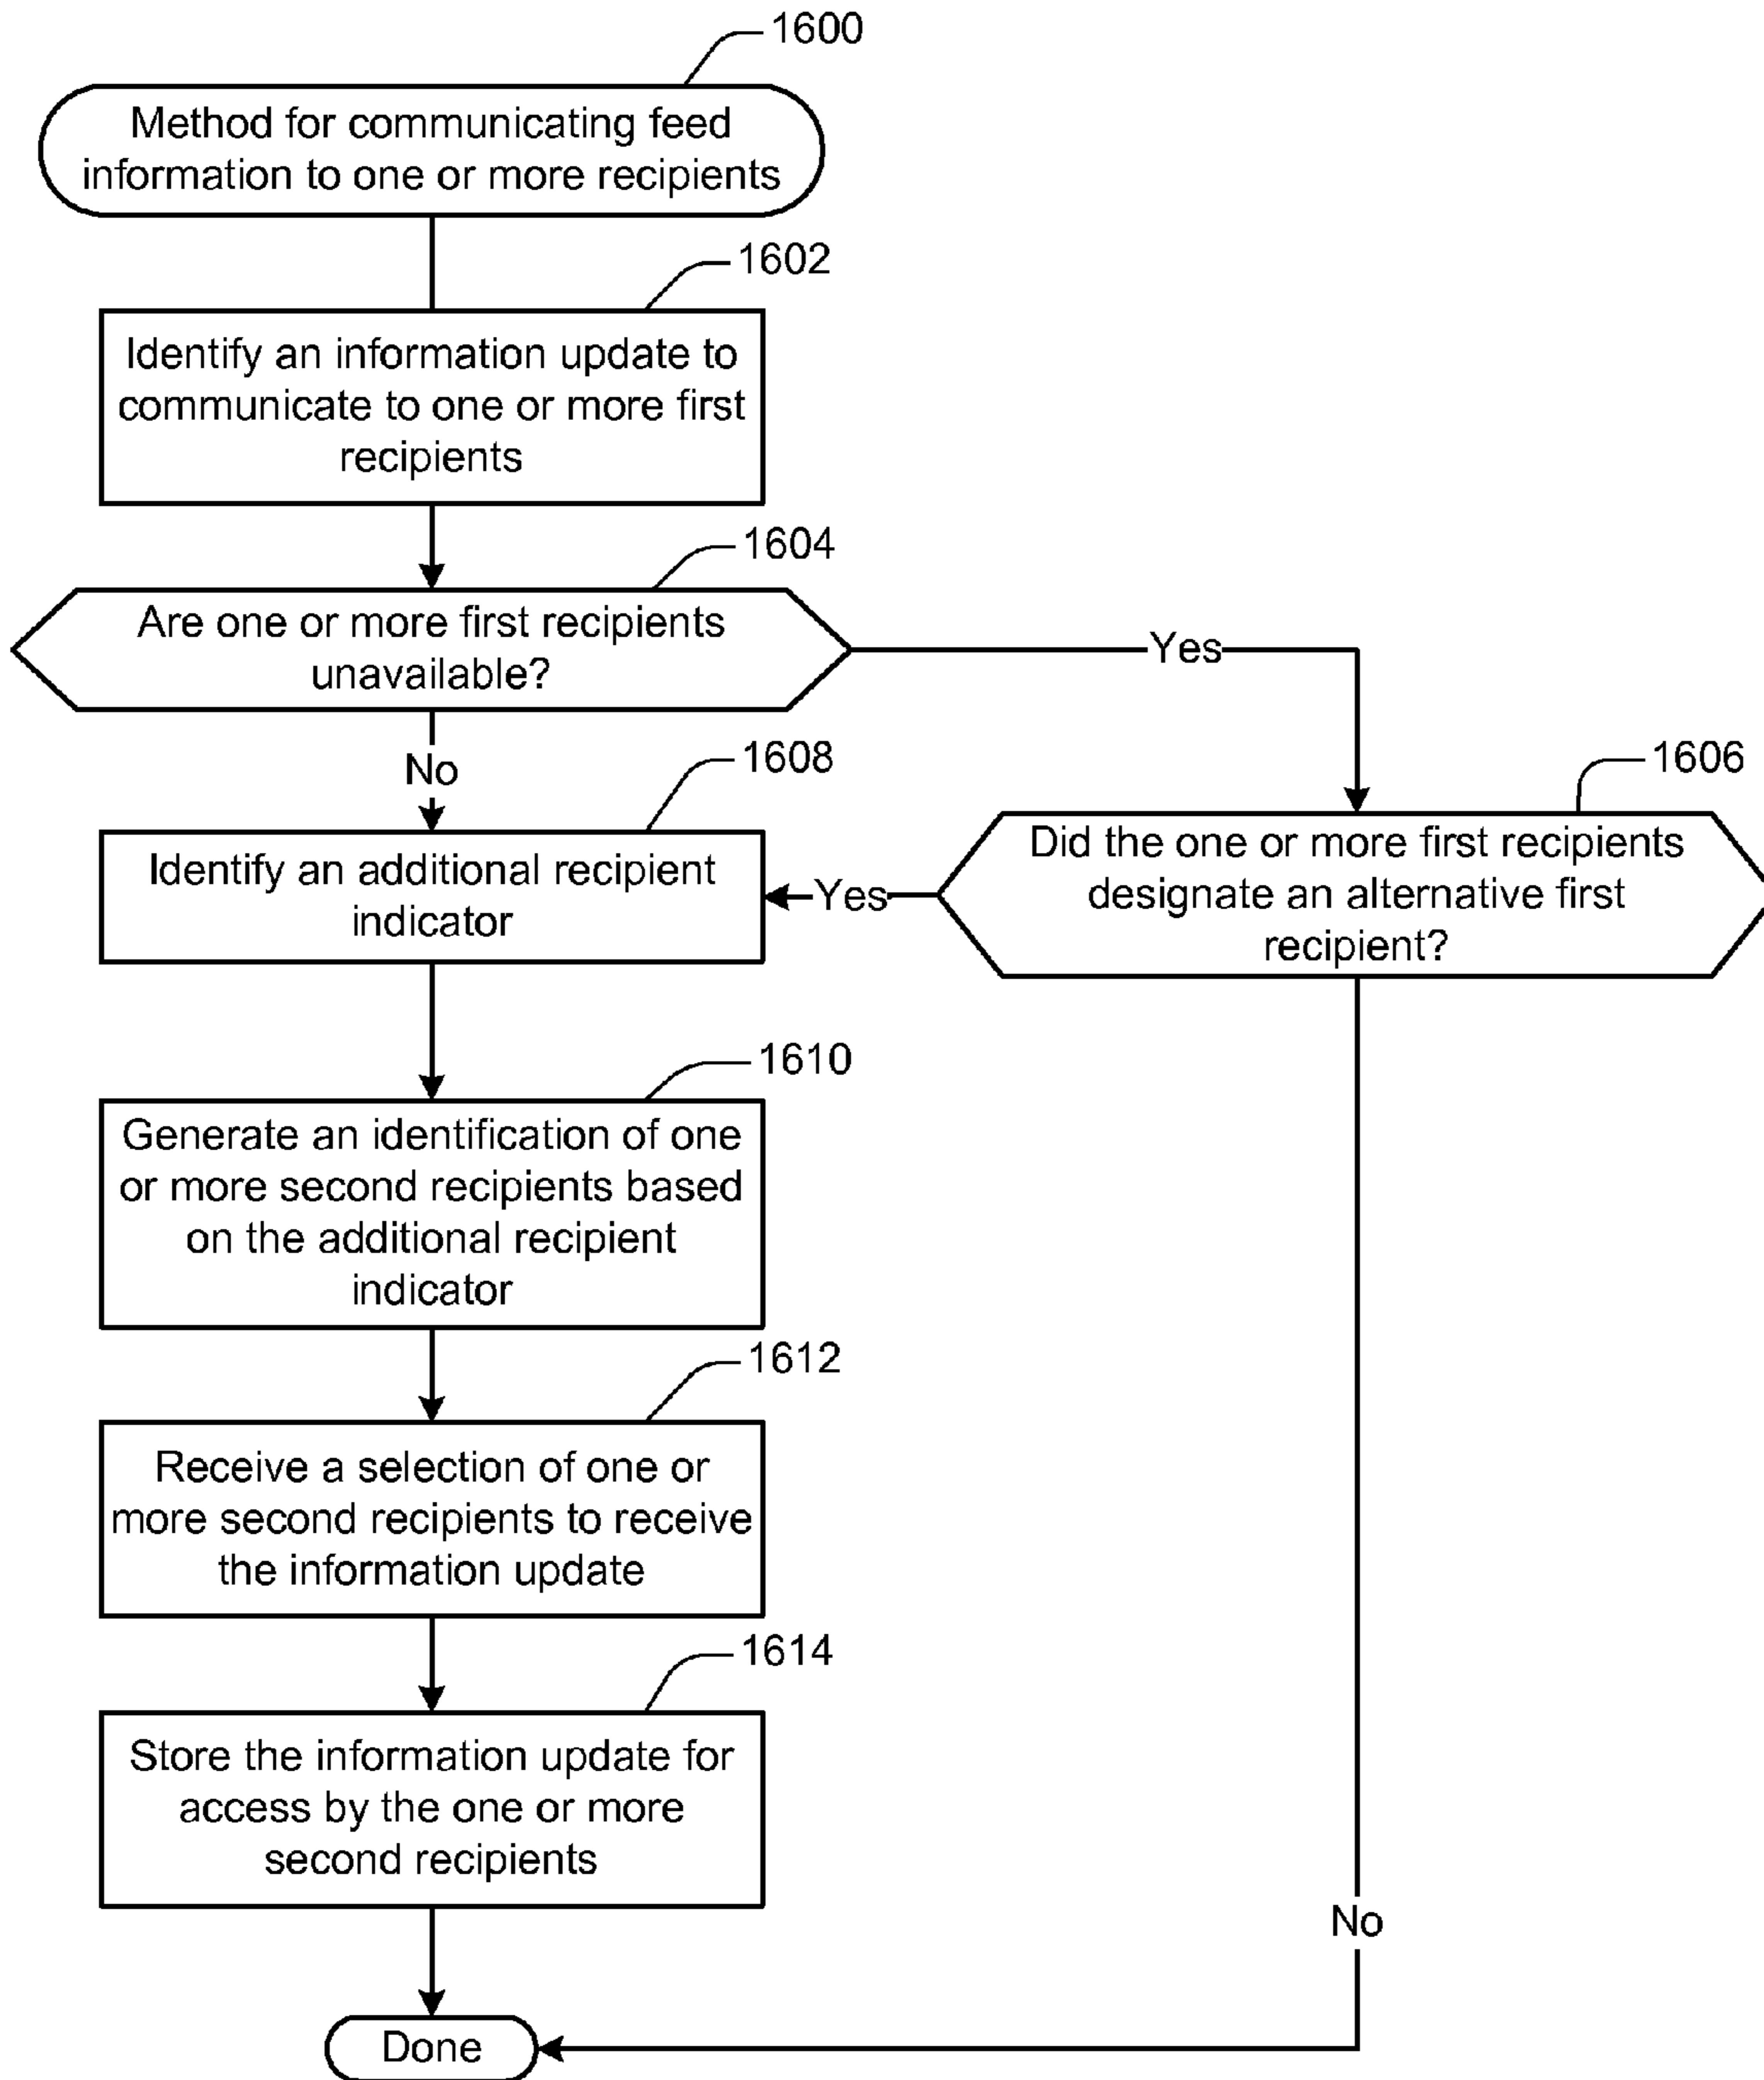 1600
Method for communicating feed
information to one or more recipients
1602
Identify an information update to
communicate to one or more first
recipients
1604
Are one or more first recipients
unavailable?
Yes
No
1608
1606
Identify an additional recipient
indicator
Yes
Did the one or more first recipients
designate an alternative first
recipient?
1610
Generate an identification of one
or more second recipients based
on the additional recipient
indicator
1612
Receive a selection of one or
more second recipients to receive
the information update
1614
Store the information update for
access by the one or more
second recipients
No
Done